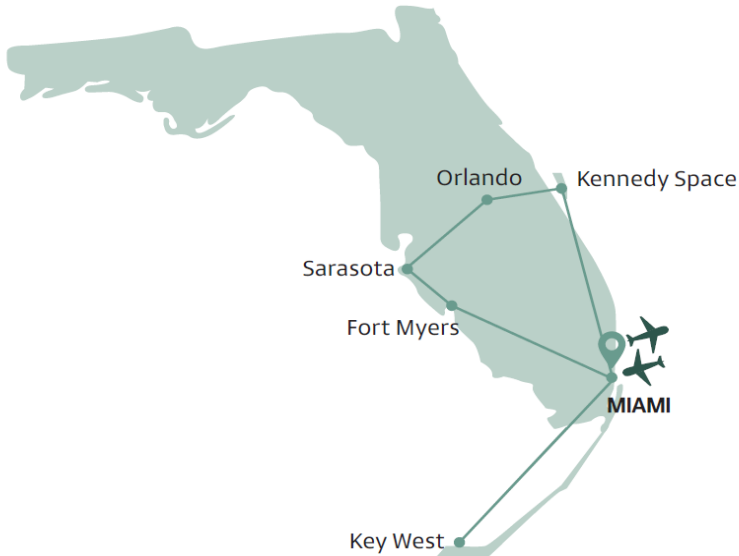 Orlando
Kennedy Space
Sarasota
Fort Myers
MIAMI
Key West